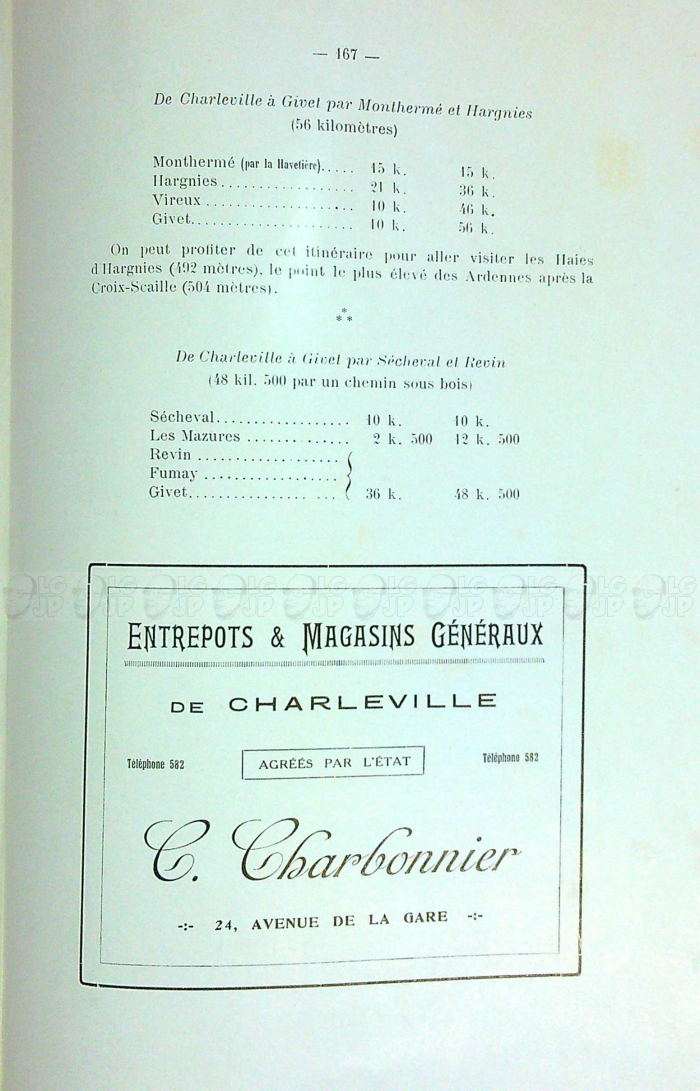 — 167 —
De Charleville à Givet par Monthermé et Hargnies
(56 kilomètres)
Monthermé (par la Havetière)..... 15 k. 15 k.
Hargnies.................. 21 k. 36 k.
Vireux .................... 10 k. 46 k.
Givet...................... 10 k. 56 k.
On peut profiter de cet itinéraire pour aller visiter les Haies
d'Hargnies (492 mètres), le point le plus élevé des Ardennes après la
Croix-Scaille (504 mètres).
* * *
De Charleville à Givet par Sécheval et Revin
(48 kil. 500 par un chemin sous bois)
Sécheval.................. 10 k. 10 k.
Les Mazures ............. 2 k. 500 12 k. 500
Revin ...................
Fumay ..................
Givet................ ... 36 k. 48 k. 500
ENTREPOTS & MAGASINS GÉNÉRAUX
DE CHARLEVILLE
Téléphone 582 AGRÉÉS PAR L'ÉTAT Téléphone 582
C. Charbonnier
-:- 24, AVENUE DE LA GARE -:-